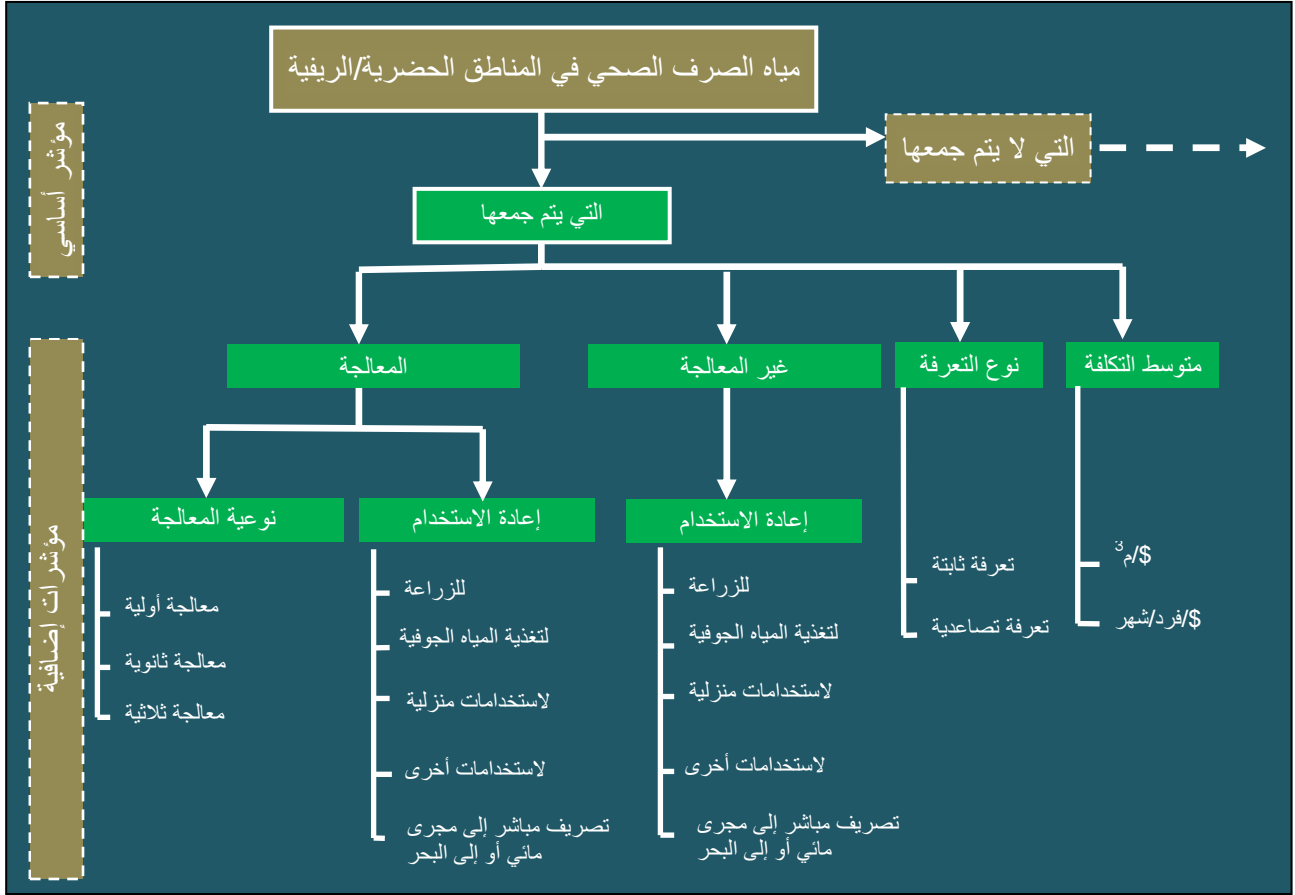 مياه الصرف الصحي في المناطق الحضرية/الريفية
مؤشر أساسي
التي لا يتم جمعها
التي يتم جمعها
متوسط التكلفة
نوع التعرفة
غير المعالجة
المعالجة
مؤشرات إضافية
إعادة الاستخدام
إعادة الاستخدام
نوعية المعالجة
$/م3
$/فرد/شهر
تعرفة ثابتة
تعرفة تصاعدية
للزراعة
لتغذية المياه الجوفية
لاستخدامات منزلية
لاستخدامات أخرى
تصريف مباشر إلى مجرى
مائي أو إلى البحر
للزراعة
لتغذية المياه الجوفية
لاستخدامات منزلية
لاستخدامات أخرى
تصريف مباشر إلى مجرى
مائي أو إلى البحر
معالجة أولية
معالجة ثانوية
معالجة ثلاثية